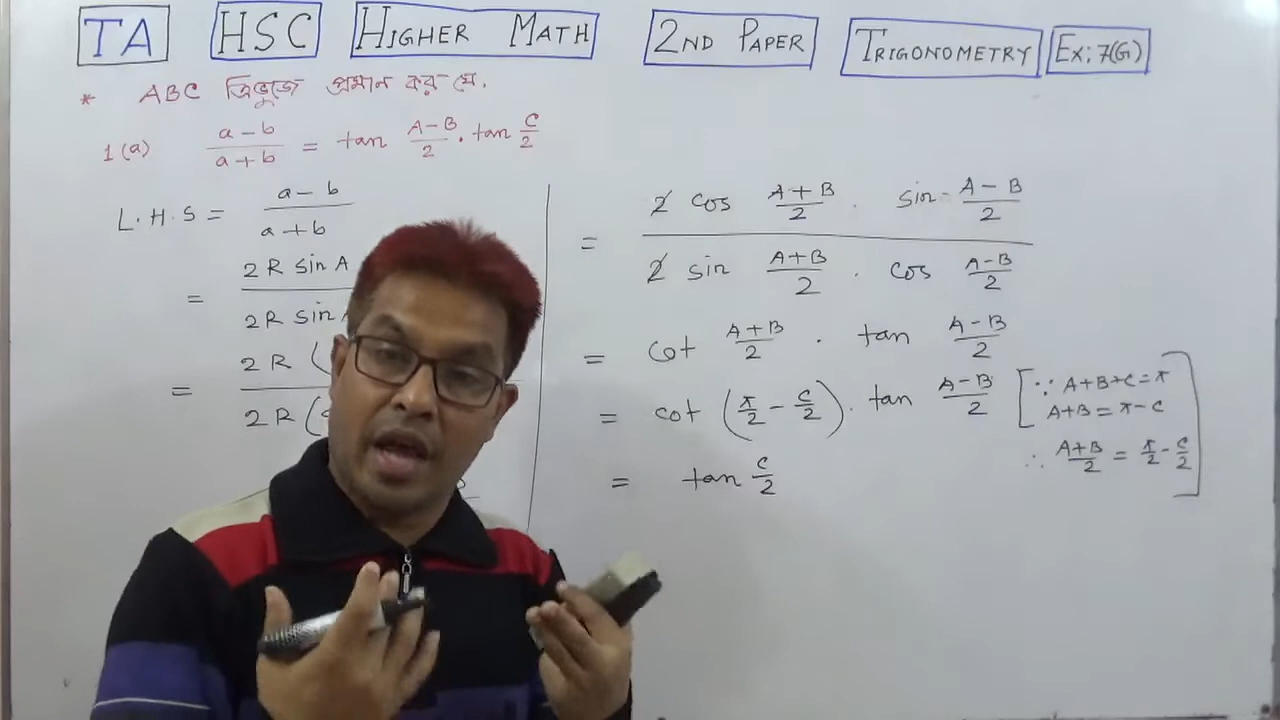 TA HSC HIGHER MATH 2ND PAPER TRIGONOMETRY Ex: 7(G)
* ABC ত্রিভুজে প্রমান কর যে,
1(a) (a-b)/(a+b) = tan (A-B)/2 . tan C/2
L.H.S = (a-b)/(a+b)
= 2R sin A / 2R sin
= 2R ( / 2R (
= 2 cos (A+B)/2 . sin (A-B)/2 / 2 sin (A+B)/2 . cos (A-B)/2
= cot (A+B)/2 . tan (A-B)/2
= cot (π/2 - C/2) . tan (A-B)/2 [∵ A+B+C=π
A+B = π-C
∴ (A+B)/2 = π/2 - C/2]
= tan C/2